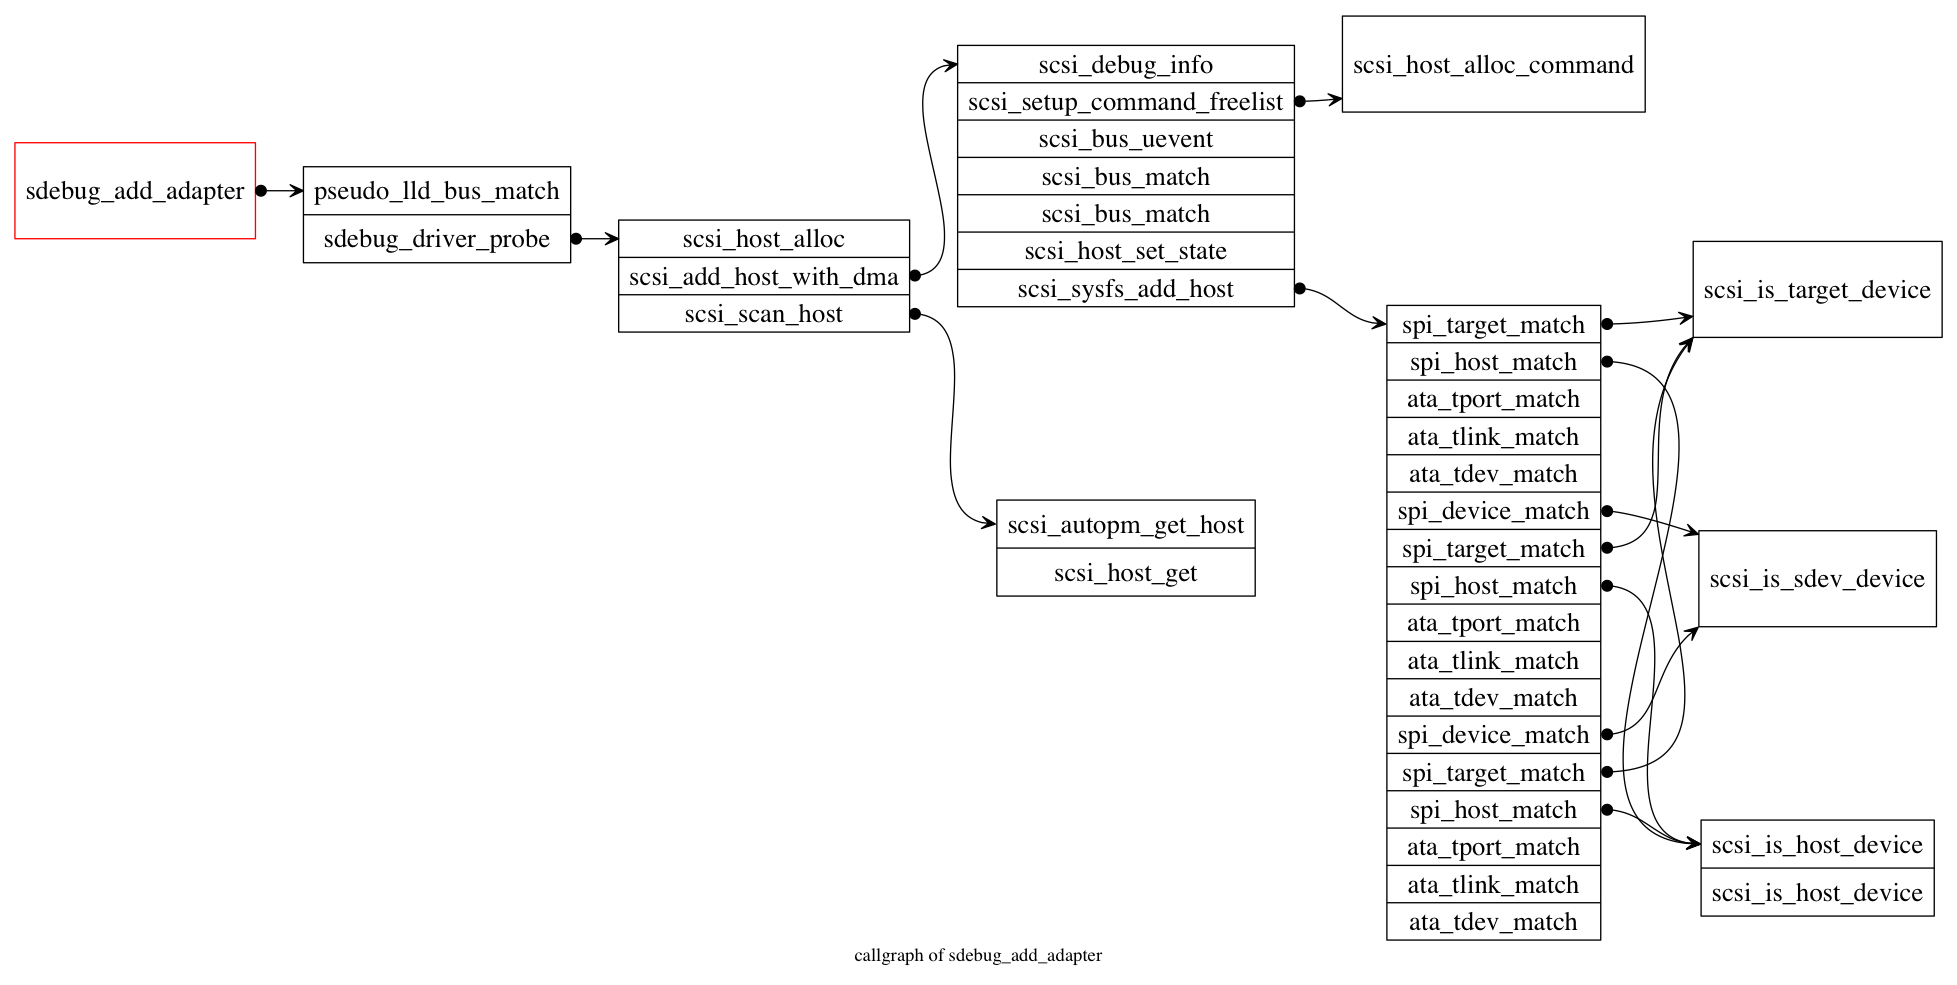 sdebug_add_adapter
pseudo_lld_bus_match
sdebug_driver_probe
scsi_host_alloc
scsi_add_host_with_dma
scsi_scan_host
scsi_debug_info
scsi_setup_command_freelist
scsi_bus_uevent
scsi_bus_match
scsi_bus_match
scsi_host_set_state
scsi_sysfs_add_host
scsi_autopm_get_host
scsi_host_get
scsi_host_alloc_command
spi_target_match
spi_host_match
ata_tport_match
ata_tlink_match
ata_tdev_match
spi_device_match
spi_target_match
spi_host_match
ata_tport_match
ata_tlink_match
ata_tdev_match
spi_device_match
spi_target_match
spi_host_match
ata_tport_match
ata_tlink_match
ata_tdev_match
scsi_is_target_device
scsi_is_sdev_device
scsi_is_host_device
scsi_is_host_device
callgraph of sdebug_add_adapter